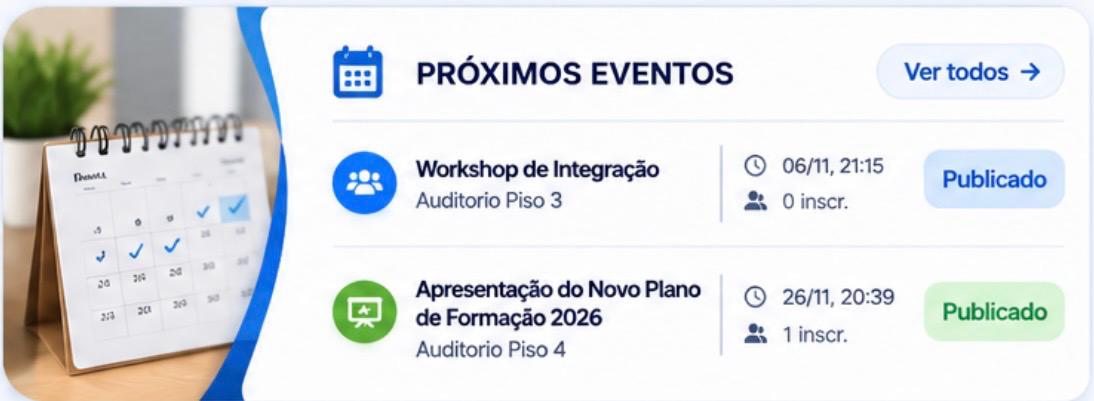 PRÓXIMOS EVENTOS
Ver todos →
Workshop de Integração
Auditorio Piso 3
06/11, 21:15
0 inscr.
Publicado
Apresentação do Novo Plano
de Formação 2026
Auditorio Piso 4
26/11, 20:39
1 inscr.
Publicado